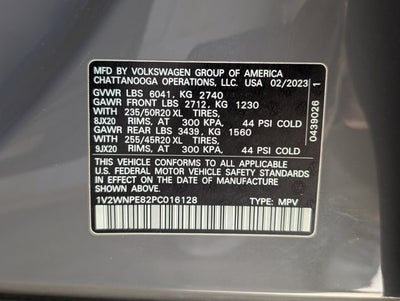 MFD BY VOLKSWAGEN GROUP OF AMERICA
CHATTANOOGA OPERATIONS, LLC. USA 02/2023
GVWR LBS 6041, KG 2740
GAWR FRONT LBS 2712, KG 1230
WITH 235/50R20 XL TIRES,
8JX20 RIMS, AT 300 KPA. 44 PSI COLD
GAWR REAR LBS 3439, KG 1560
WITH 255/45R20 XL TIRES,
9JX20 RIMS, AT 300 KPA. 44 PSI COLD
THIS VEHICLE CONFORMS TO ALL APPLICABLE
U.S. FEDERAL MOTOR VEHICLE SAFETY STANDARDS
IN EFFECT ON THE DATE OF MANUFACTURE
SHOWN ABOVE.
1V2WNPE82PC016128 TYPE: MPV
0439026 1